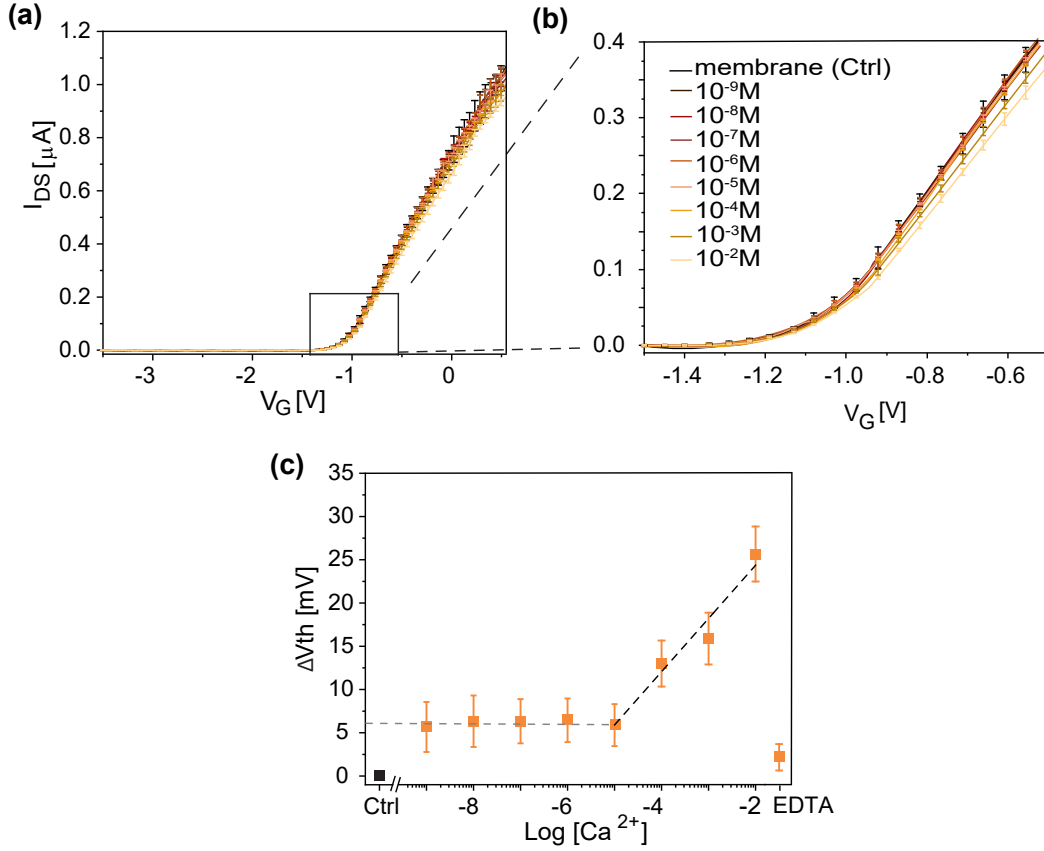 (a)
1.2
1.0
0.8
0.6
0.4
0.2
0.0
I_DS [μA]
-3 -2 -1 0
V_G [V]
(b)
0.4
0.3
0.2
0.1
0.0
membrane (Ctrl)
10⁻⁹M
10⁻⁸M
10⁻⁷M
10⁻⁶M
10⁻⁵M
10⁻⁴M
10⁻³M
10⁻²M
-1.4 -1.2 -1.0 -0.8 -0.6
V_G [V]
(c)
35
30
25
20
15
10
5
0
ΔVth [mV]
Ctrl -8 -6 -4 -2 EDTA
Log [Ca²⁺]